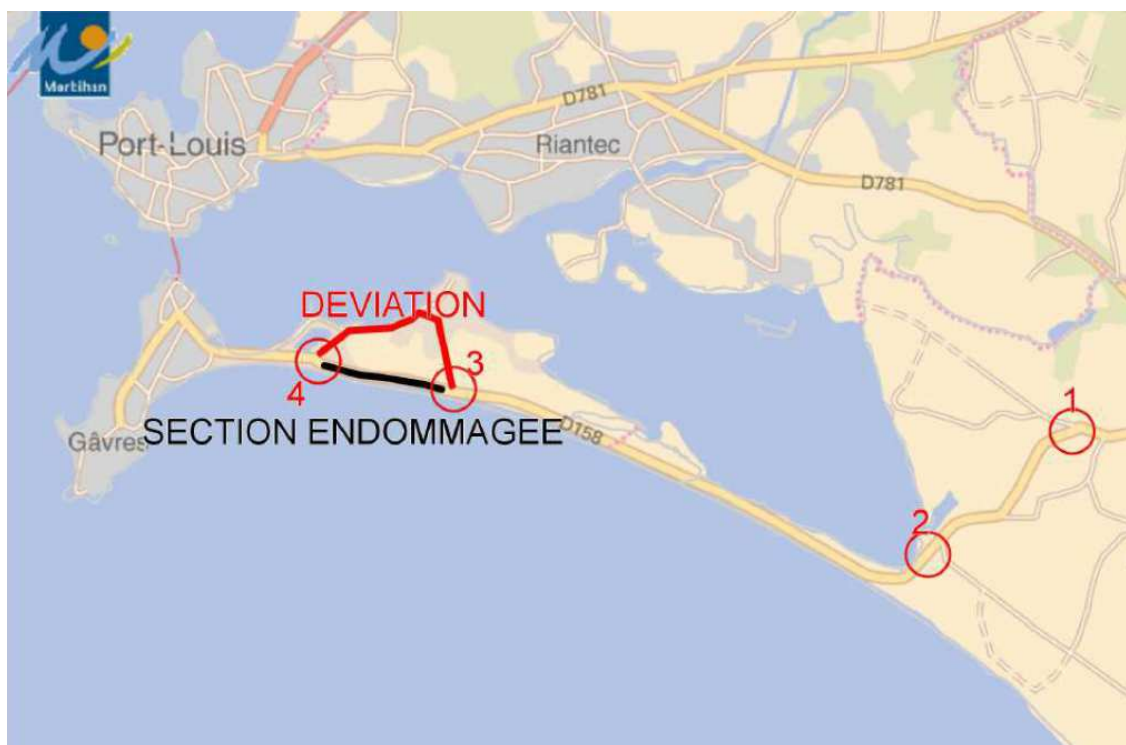 Morbihan
D781
Port-Louis
Riantec
D781
DEVIATION
3
4
1
Gâvres
SECTION ENDOMMAGEE
D158
2